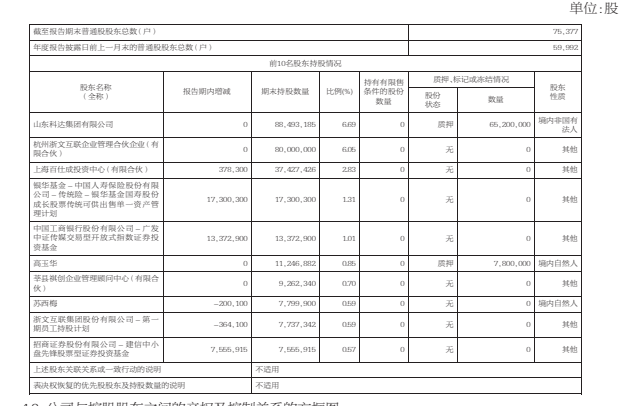 单位:股
截至报告期末普通股股东总数(户) 75,377
年度报告披露日前上一月末的普通股股东总数(户) 59,992
前10名股东持股情况
股东名称（全称） 报告期内增减 期末持股数量 比例(%) 持有有限售条件的股份数量 质押、标记或冻结情况 股东性质
股份状态 数量
山东科达集团有限公司 0 88,493,185 6.69 0 质押 65,200,000 境内非国有法人
杭州浙文互联企业管理合伙企业(有限合伙) 0 80,000,000 6.05 0 无 0 其他
上海百仕成投资中心(有限合伙) 378,300 37,427,426 2.83 0 无 0 其他
银华基金－中国人寿保险股份有限公司－传统险－银华基金国寿股份成长股票传统可供出售单一资产管理计划 17,300,300 17,300,300 1.31 0 无 0 其他
中国工商银行股份有限公司－广发中证传媒交易型开放式指数证券投资基金 13,372,900 13,372,900 1.01 0 无 0 其他
高玉华 0 11,246,882 0.85 0 质押 7,800,000 境内自然人
莘县祺创企业管理顾问中心(有限合伙) 0 9,262,340 0.70 0 无 0 其他
苏西梅 -200,100 7,799,900 0.59 0 无 0 境内自然人
浙文互联集团股份有限公司－第一期员工持股计划 -364,100 7,737,342 0.59 0 无 0 其他
招商证券股份有限公司－建信中小盘先锋股票型证券投资基金 7,555,915 7,555,915 0.57 0 无 0 其他
上述股东关联关系或一致行动的说明 不适用
表决权恢复的优先股股东及持股数量的说明 不适用